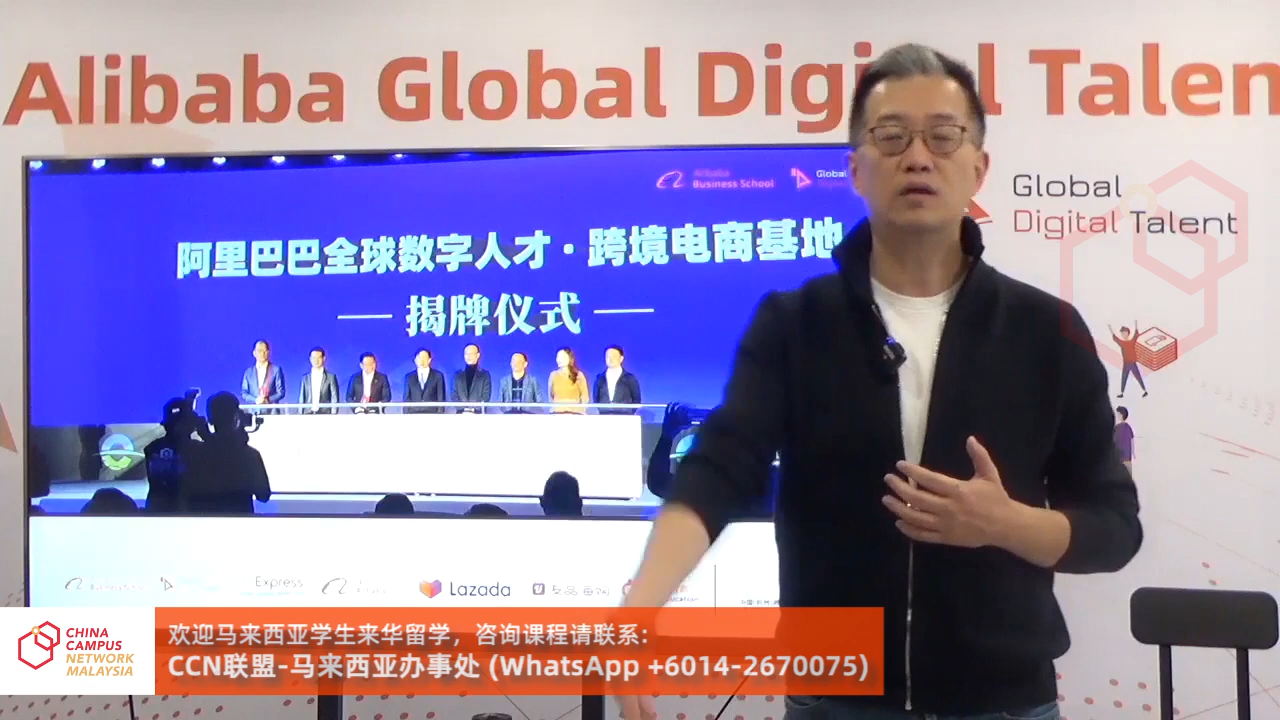 Alibaba Global Digital Talen
Alibaba
Business School
Global
阿里巴巴全球数字人才·跨境电商基地
揭牌仪式
Global
Digital Talent
Express
Lazada
CHINA
CAMPUS
NETWORK
MALAYSIA
欢迎马来西亚学生来华留学，咨询课程请联系：
CCN联盟-马来西亚办事处 (WhatsApp +6014-2670075)